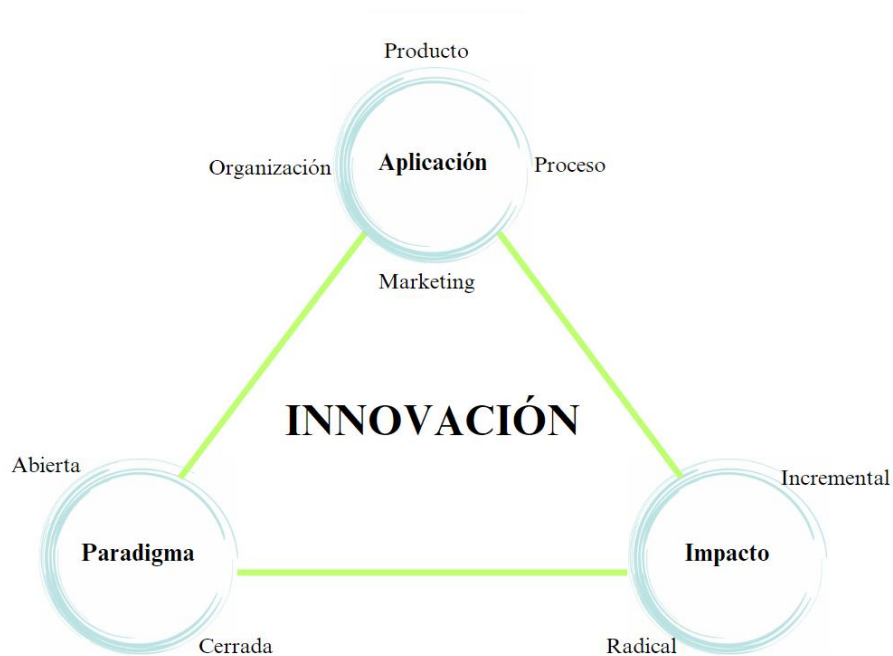 Producto
Organización
Aplicación
Proceso
Marketing
INNOVACIÓN
Abierta
Incremental
Paradigma
Impacto
Cerrada
Radical